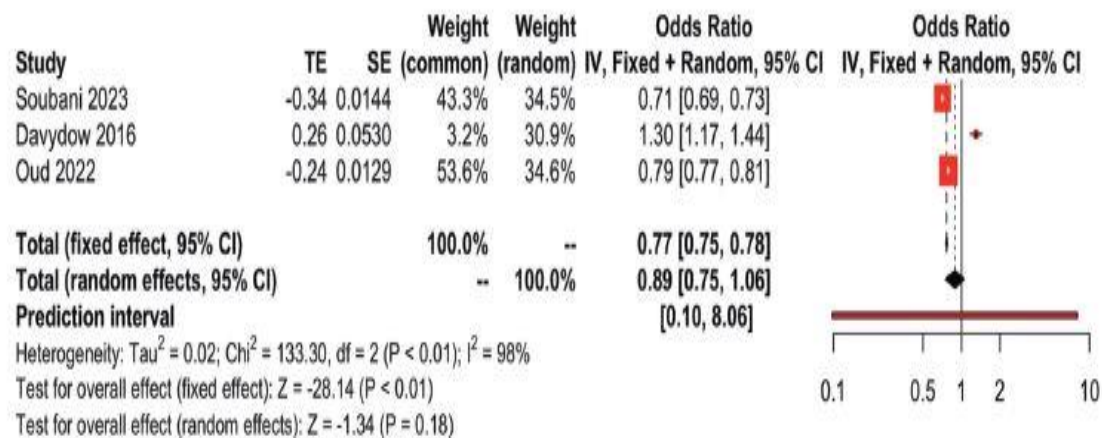 Weight Weight Odds Ratio Odds Ratio
Study TE SE (common) (random) IV, Fixed + Random, 95% CI IV, Fixed + Random, 95% CI
Soubani 2023 -0.34 0.0144 43.3% 34.5% 0.71 [0.69, 0.73]
Davydow 2016 0.26 0.0530 3.2% 30.9% 1.30 [1.17, 1.44]
Oud 2022 -0.24 0.0129 53.6% 34.6% 0.79 [0.77, 0.81]
Total (fixed effect, 95% CI) 100.0% -- 0.77 [0.75, 0.78]
Total (random effects, 95% CI) -- 100.0% 0.89 [0.75, 1.06]
Prediction interval [0.10, 8.06]
Heterogeneity: Tau² = 0.02; Chi² = 133.30, df = 2 (P < 0.01); I² = 98%
Test for overall effect (fixed effect): Z = -28.14 (P < 0.01)
Test for overall effect (random effects): Z = -1.34 (P = 0.18)
0.1 0.5 1 2 10